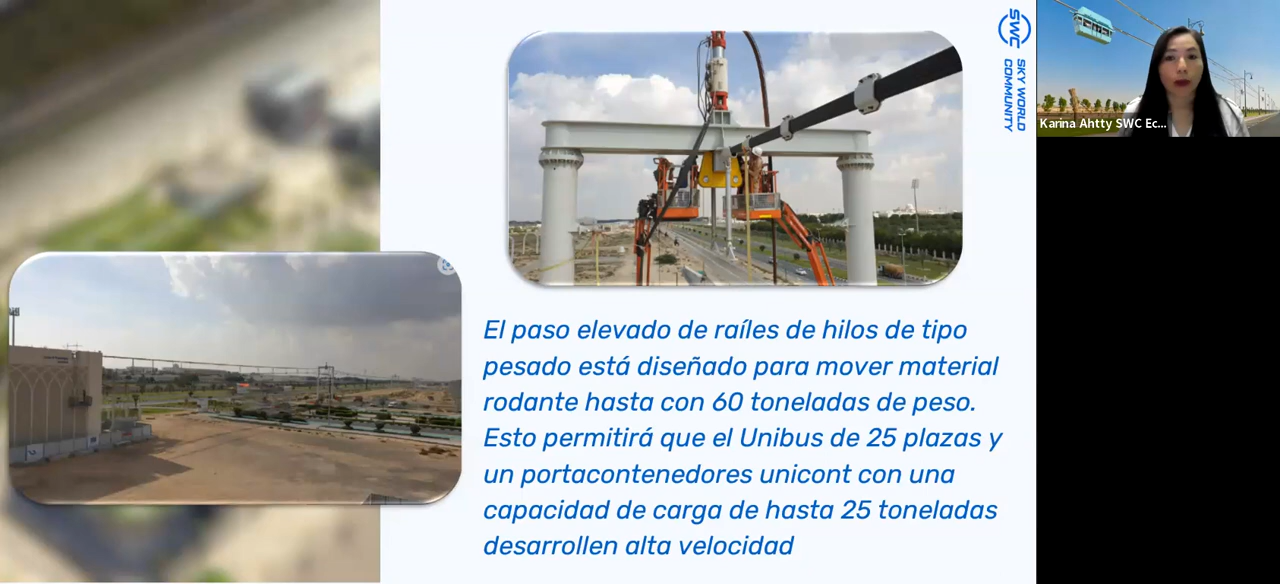 SWC
SKY WORLD
COMMUNITY
Karina Ahtty SWC Ec...
El paso elevado de raíles de hilos de tipo
pesado está diseñado para mover material
rodante hasta con 60 toneladas de peso.
Esto permitirá que el Unibus de 25 plazas y
un portacontenedores unicont con una
capacidad de carga de hasta 25 toneladas
desarrollen alta velocidad